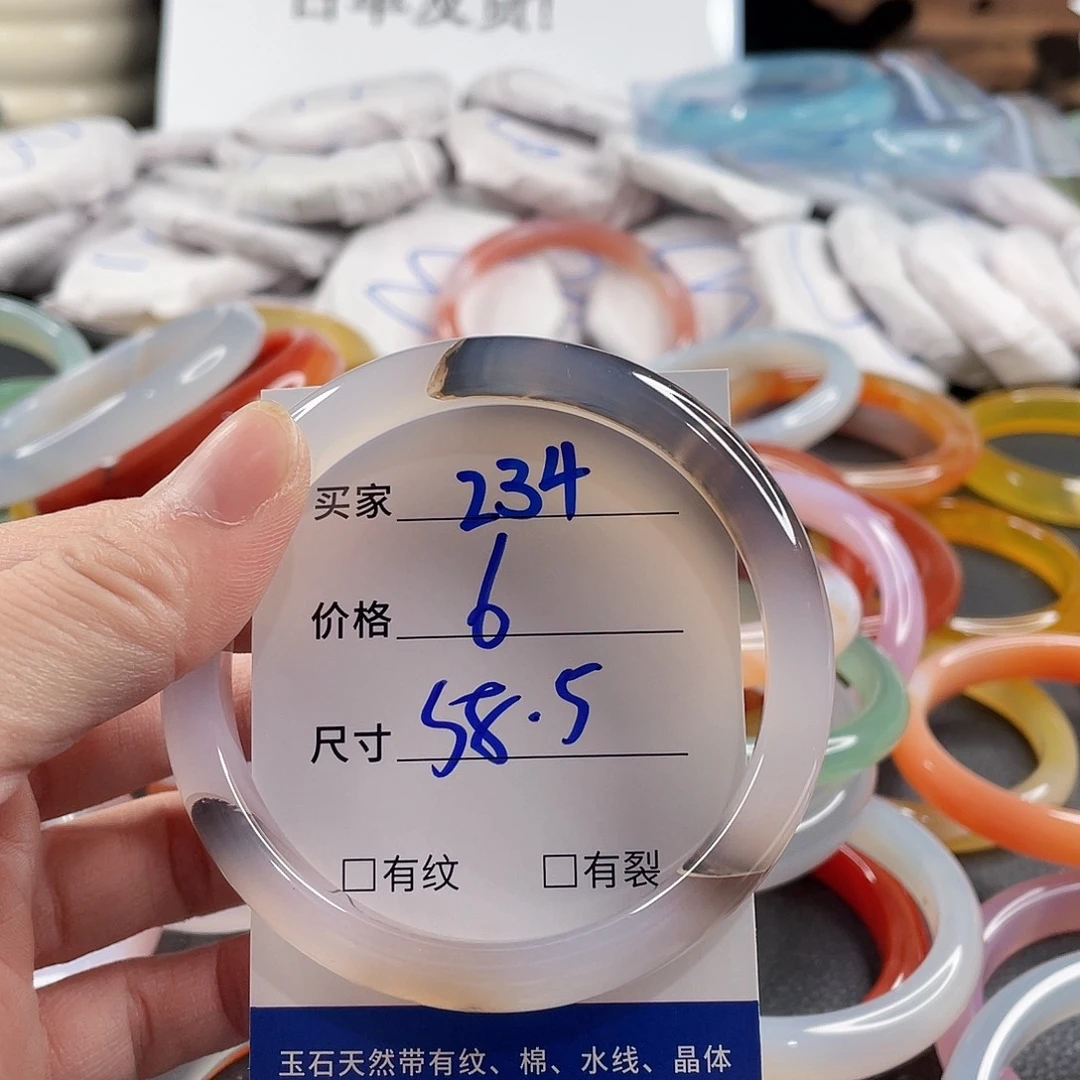 买家 234
价格 6
尺寸 58.5
□有纹 □有裂
玉石天然带有纹、棉、水线、晶体